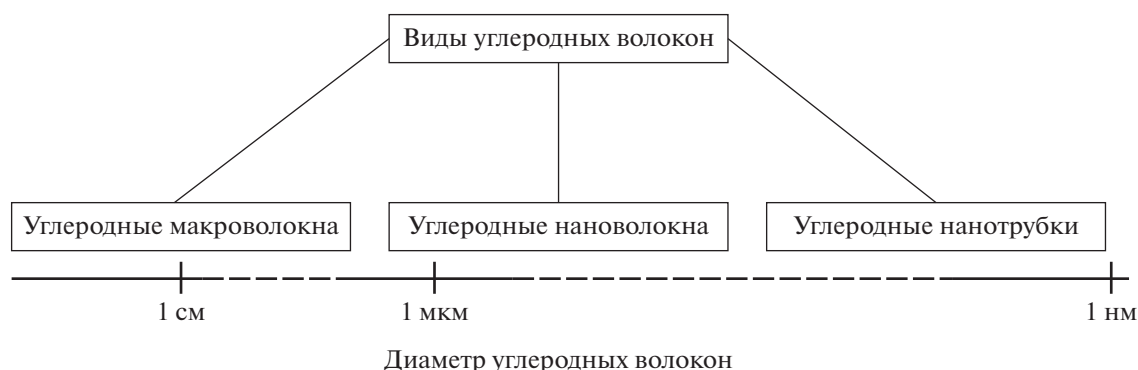 Виды углеродных волокон
Углеродные макроволокна
Углеродные нановолокна
Углеродные нанотрубки
1 см
1 мкм
1 нм
Диаметр углеродных волокон